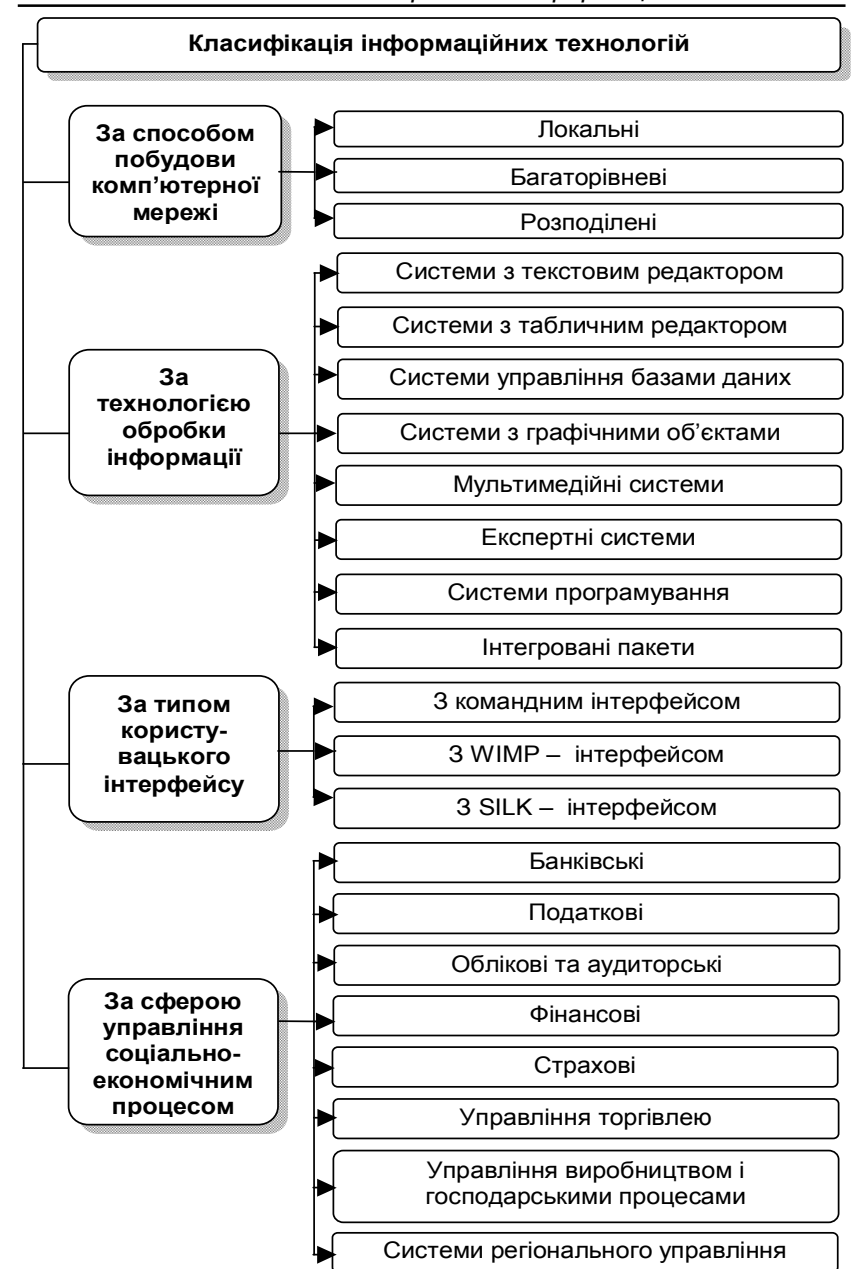 Класифікація інформаційних технологій
За способом
побудови
комп’ютерної
мережі
Локальні
Багаторівневі
Розподілені
За
технологією
обробки
інформації
Системи з текстовим редактором
Системи з табличним редактором
Системи управління базами даних
Системи з графічними об’єктами
Мультимедійні системи
Експертні системи
Системи програмування
Інтегровані пакети
За типом
користу-
вацького
інтерфейсу
З командним інтерфейсом
З WIMP – інтерфейсом
З SILK – інтерфейсом
За сферою
управління
соціально-
економічним
процесом
Банківські
Податкові
Облікові та аудиторські
Фінансові
Страхові
Управління торгівлею
Управління виробництвом і
господарськими процесами
Системи регіонального управління